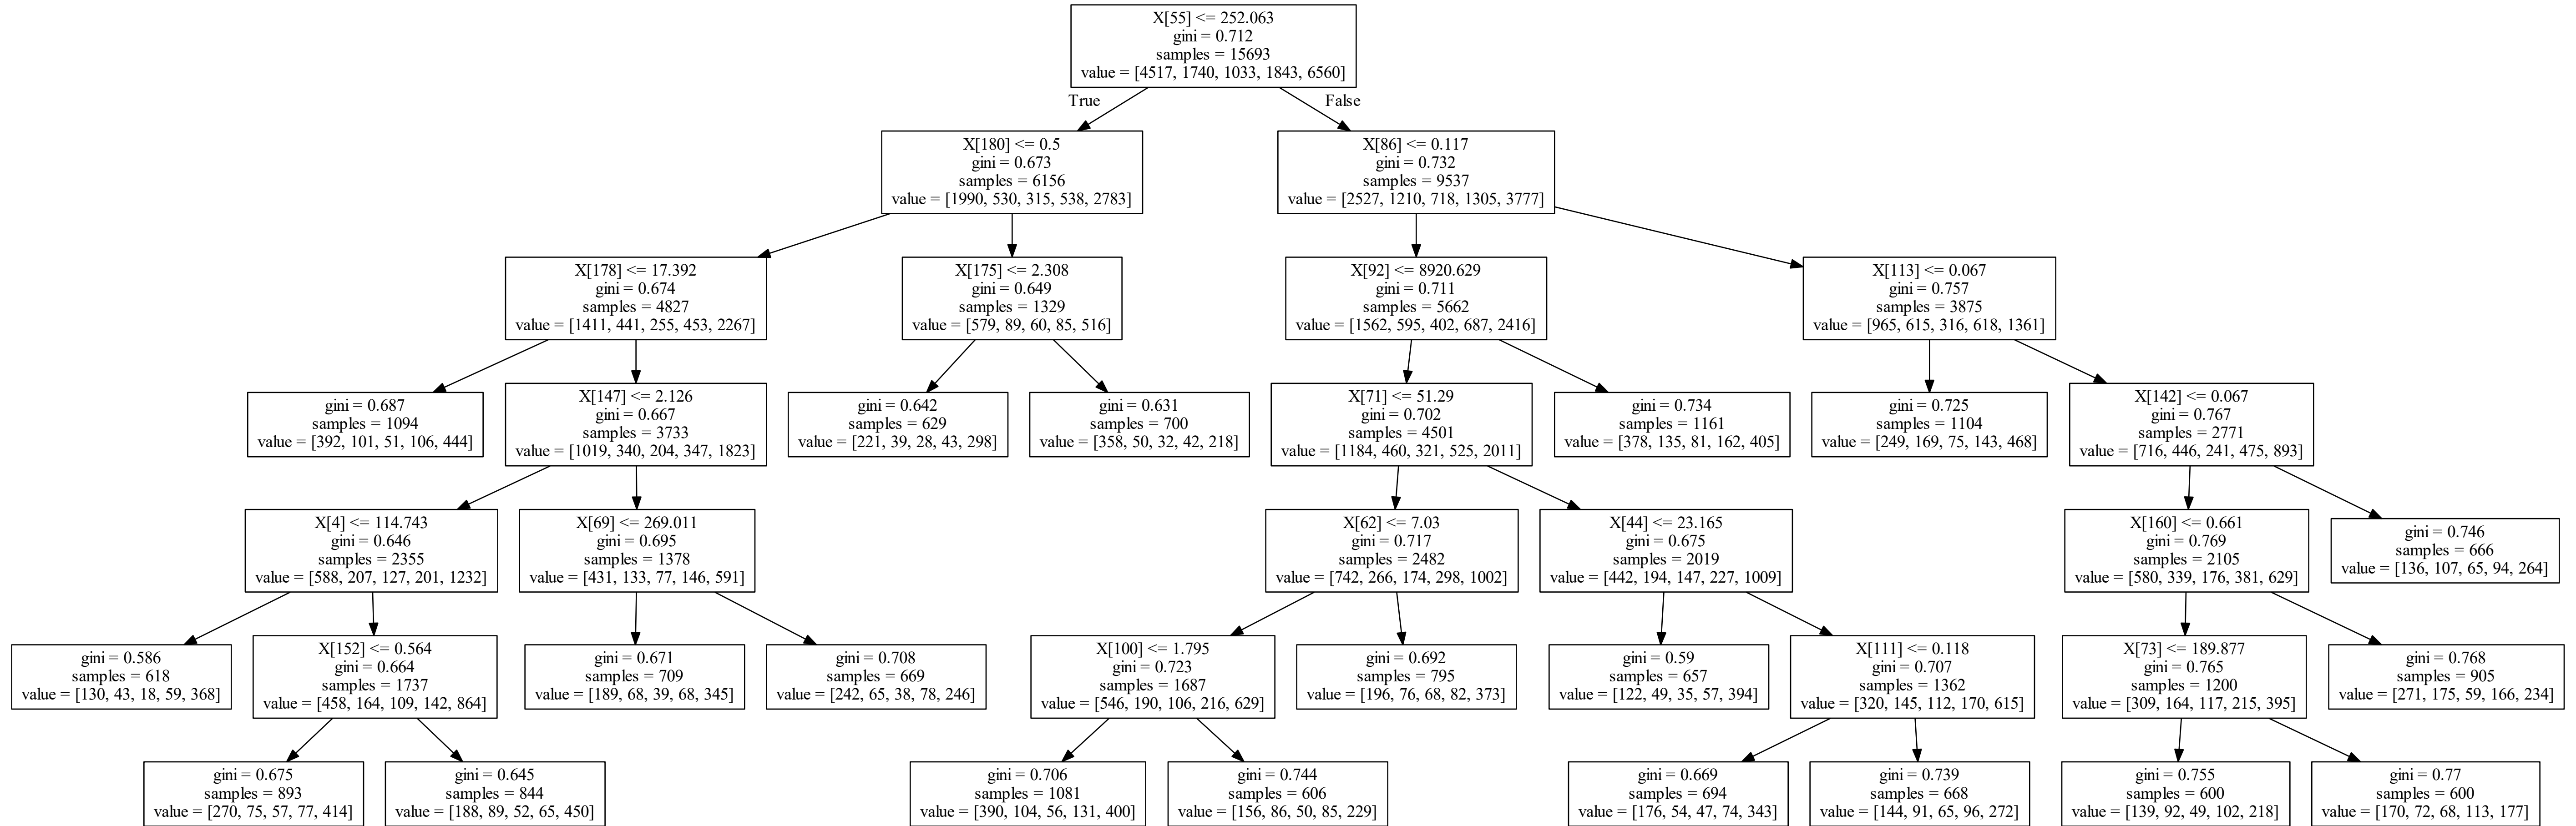 X[55] <= 252.063
gini = 0.712
samples = 15693
value = [4517, 1740, 1033, 1843, 6560]
True
False
X[180] <= 0.5
gini = 0.673
samples = 6156
value = [1990, 530, 315, 538, 2783]
X[86] <= 0.117
gini = 0.732
samples = 9537
value = [2527, 1210, 718, 1305, 3777]
X[178] <= 17.392
gini = 0.674
samples = 4827
value = [1411, 441, 255, 453, 2267]
X[175] <= 2.308
gini = 0.649
samples = 1329
value = [579, 89, 60, 85, 516]
X[92] <= 8920.629
gini = 0.711
samples = 5662
value = [1562, 595, 402, 687, 2416]
X[113] <= 0.067
gini = 0.757
samples = 3875
value = [965, 615, 316, 618, 1361]
gini = 0.687
samples = 1094
value = [392, 101, 51, 106, 444]
X[147] <= 2.126
gini = 0.667
samples = 3733
value = [1019, 340, 204, 347, 1823]
gini = 0.642
samples = 629
value = [221, 39, 28, 43, 298]
gini = 0.631
samples = 700
value = [358, 50, 32, 42, 218]
X[71] <= 51.29
gini = 0.702
samples = 4501
value = [1184, 460, 321, 525, 2011]
gini = 0.734
samples = 1161
value = [378, 135, 81, 162, 405]
gini = 0.725
samples = 1104
value = [249, 169, 75, 143, 468]
X[142] <= 0.067
gini = 0.767
samples = 2771
value = [716, 446, 241, 475, 893]
X[4] <= 114.743
gini = 0.646
samples = 2355
value = [588, 207, 127, 201, 1232]
X[69] <= 269.011
gini = 0.695
samples = 1378
value = [431, 133, 77, 146, 591]
X[62] <= 7.03
gini = 0.717
samples = 2482
value = [742, 266, 174, 298, 1002]
X[44] <= 23.165
gini = 0.675
samples = 2019
value = [442, 194, 147, 227, 1009]
X[160] <= 0.661
gini = 0.769
samples = 2105
value = [580, 339, 176, 381, 629]
gini = 0.746
samples = 666
value = [136, 107, 65, 94, 264]
gini = 0.586
samples = 618
value = [130, 43, 18, 59, 368]
X[152] <= 0.564
gini = 0.664
samples = 1737
value = [458, 164, 109, 142, 864]
gini = 0.671
samples = 709
value = [189, 68, 39, 68, 345]
gini = 0.708
samples = 669
value = [242, 65, 38, 78, 246]
X[100] <= 1.795
gini = 0.723
samples = 1687
value = [546, 190, 106, 216, 629]
gini = 0.692
samples = 795
value = [196, 76, 68, 82, 373]
gini = 0.59
samples = 657
value = [122, 49, 35, 57, 394]
X[111] <= 0.118
gini = 0.707
samples = 1362
value = [320, 145, 112, 170, 615]
X[73] <= 189.877
gini = 0.765
samples = 1200
value = [309, 164, 117, 215, 395]
gini = 0.768
samples = 905
value = [271, 175, 59, 166, 234]
gini = 0.675
samples = 893
value = [270, 75, 57, 77, 414]
gini = 0.645
samples = 844
value = [188, 89, 52, 65, 450]
gini = 0.706
samples = 1081
value = [390, 104, 56, 131, 400]
gini = 0.744
samples = 606
value = [156, 86, 50, 85, 229]
gini = 0.669
samples = 694
value = [176, 54, 47, 74, 343]
gini = 0.739
samples = 668
value = [144, 91, 65, 96, 272]
gini = 0.755
samples = 600
value = [139, 92, 49, 102, 218]
gini = 0.77
samples = 600
value = [170, 72, 68, 113, 177]